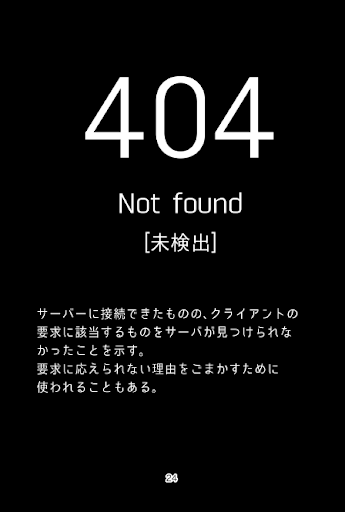 404
Not found
[未検出]
サーバーに接続できたものの、クライアントの
要求に該当するものをサーバが見つけられな
かったことを示す。
要求に応えられない理由をごまかすために
使われることもある。
24